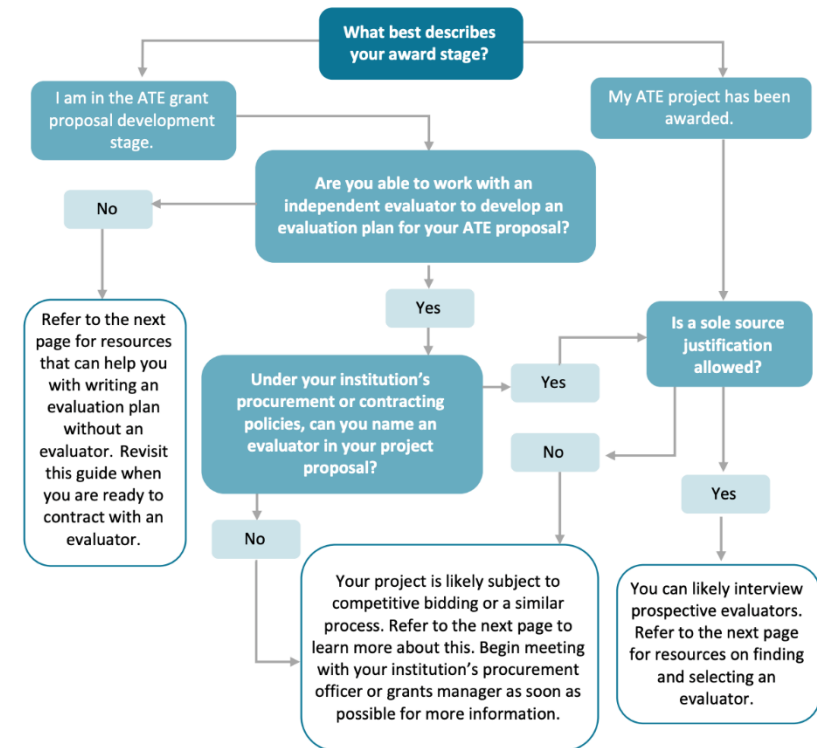 What best describes
your award stage?
I am in the ATE grant
proposal development
stage.
My ATE project has been
awarded.
Are you able to work with an
independent evaluator to develop an
evaluation plan for your ATE proposal?
No
Yes
Refer to the next
page for resources
that can help you
with writing an
evaluation plan
without an
evaluator. Revisit
this guide when
you are ready to
contract with an
evaluator.
Under your institution’s
procurement or contracting
policies, can you name an
evaluator in your project
proposal?
Yes
Is a sole source
justification
allowed?
No
Yes
No
Your project is likely subject to
competitive bidding or a similar
process. Refer to the next page to
learn more about this. Begin meeting
with your institution’s procurement
officer or grants manager as soon as
possible for more information.
You can likely interview
prospective evaluators.
Refer to the next page
for resources on finding
and selecting an
evaluator.